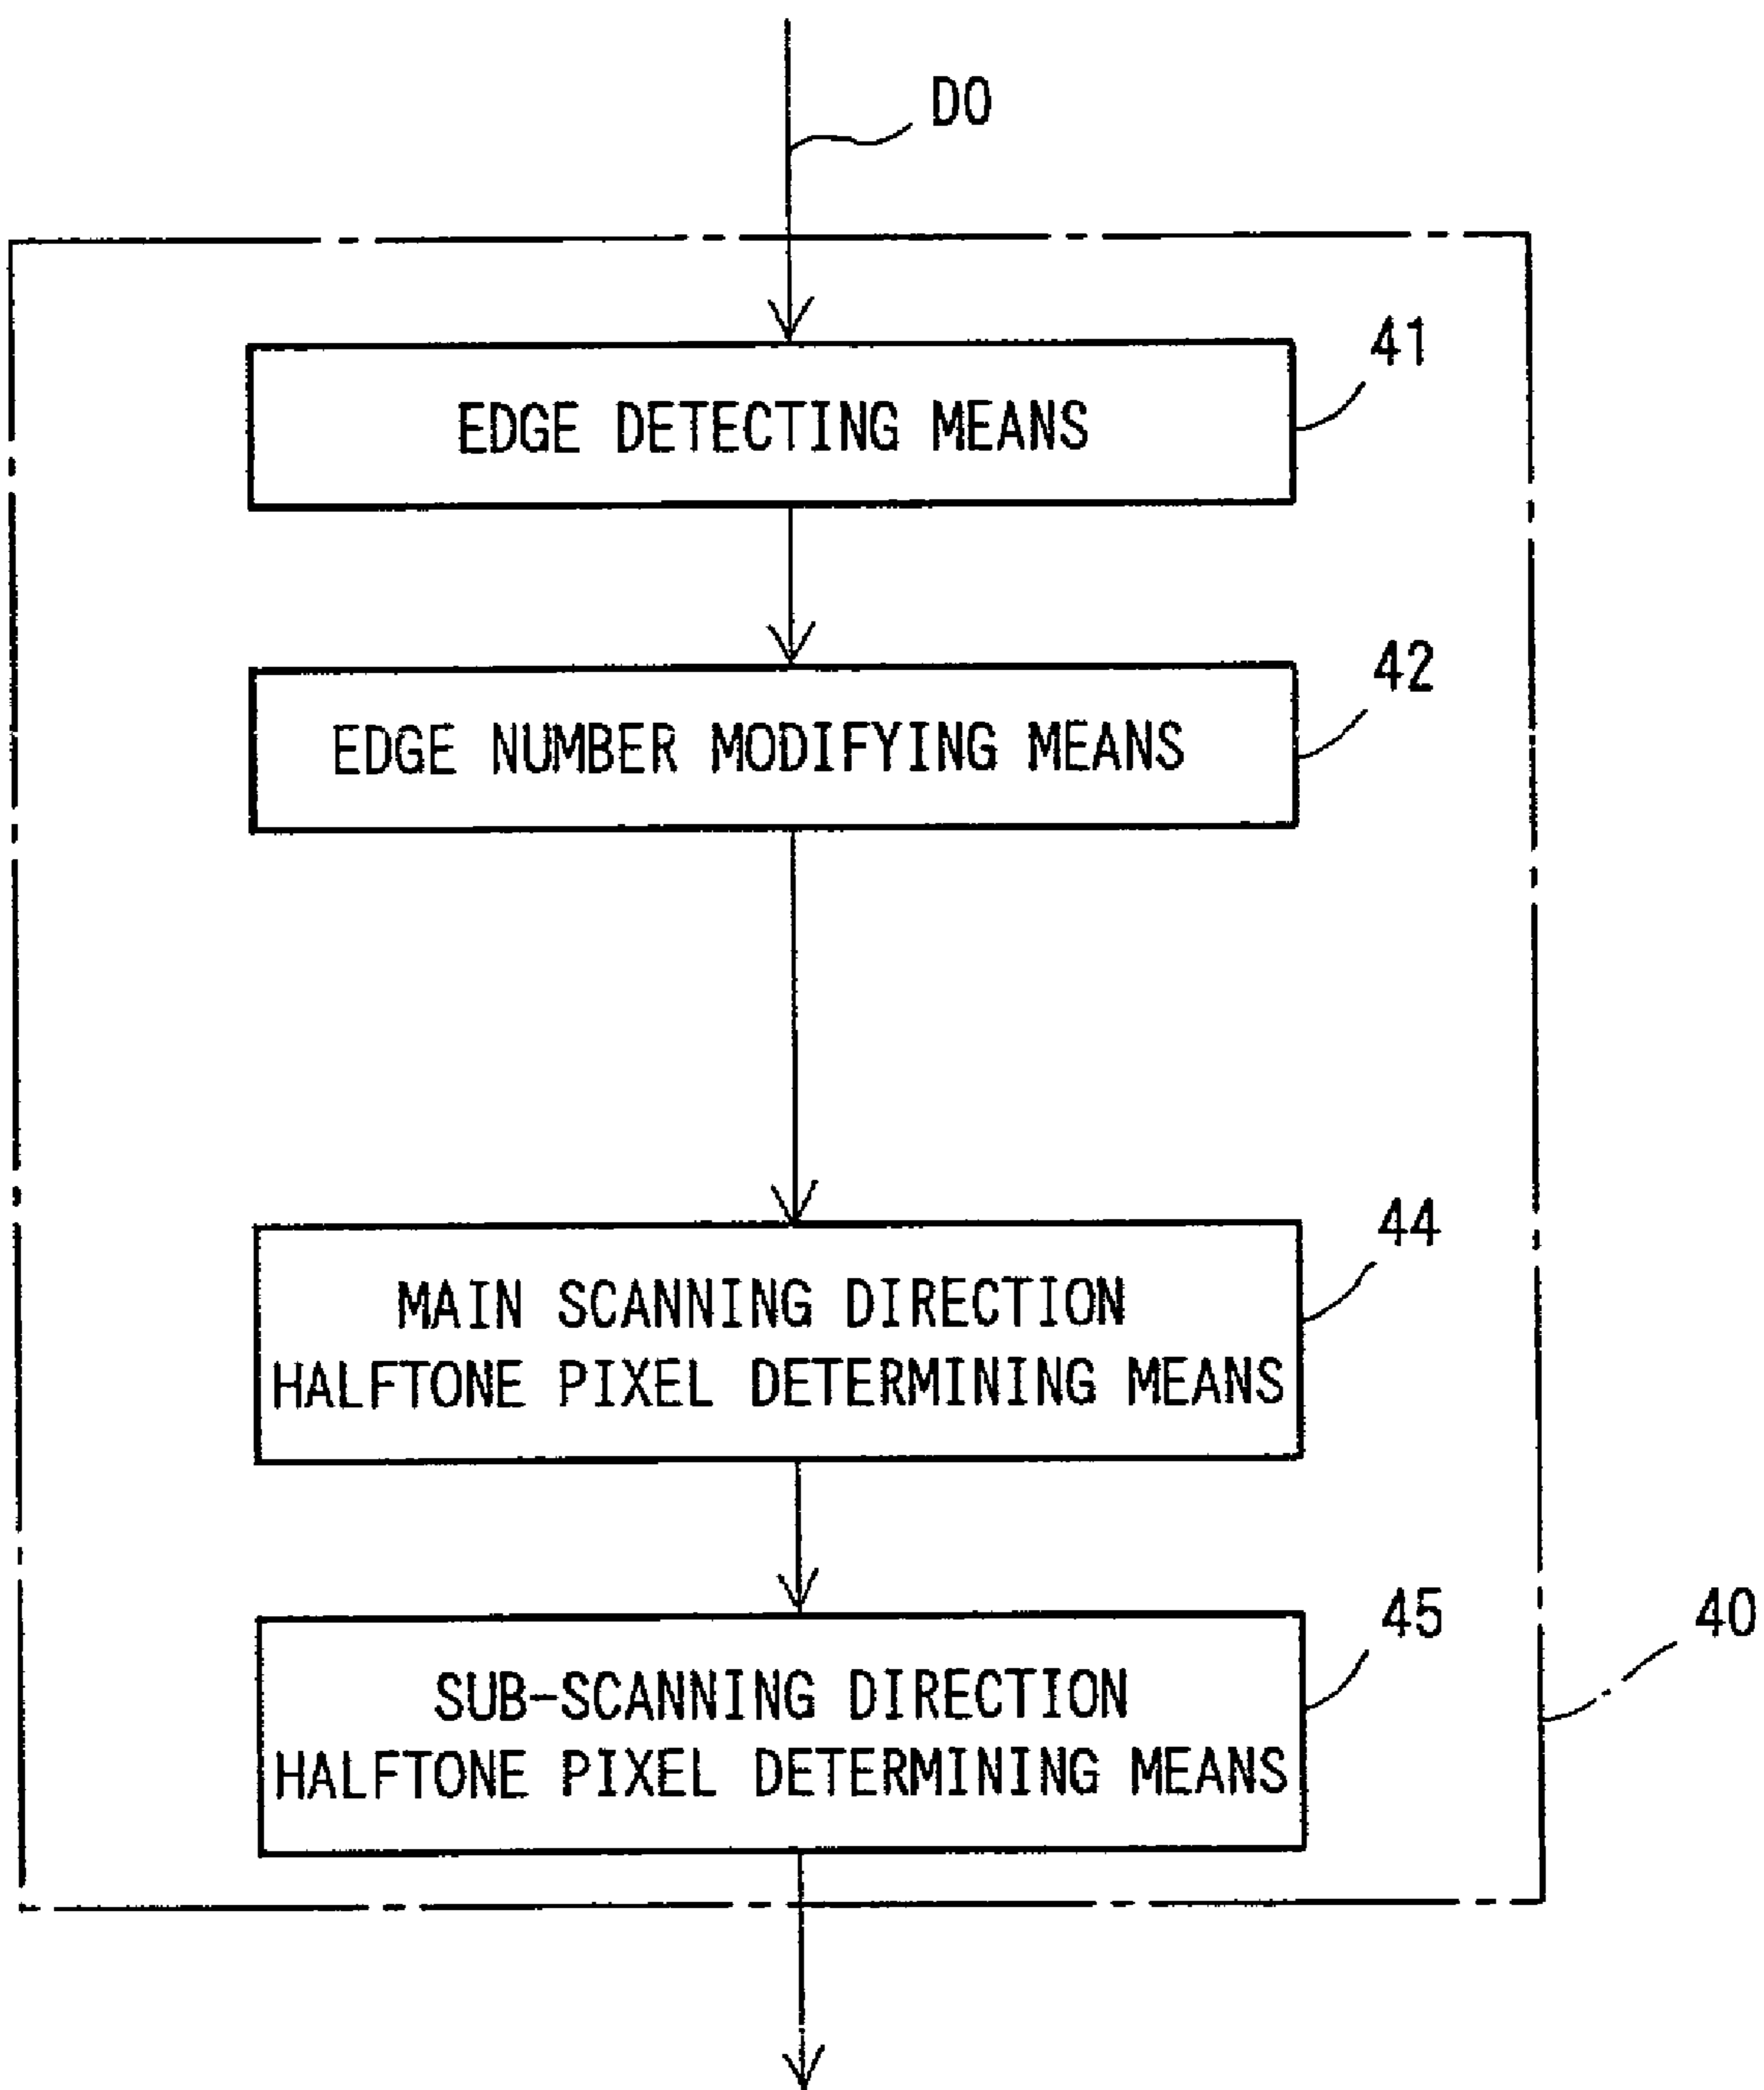 D0
41
EDGE DETECTING MEANS
42
EDGE NUMBER MODIFYING MEANS
44
MAIN SCANNING DIRECTION
HALFTONE PIXEL DETERMINING MEANS
45
40
SUB-SCANNING DIRECTION
HALFTONE PIXEL DETERMINING MEANS